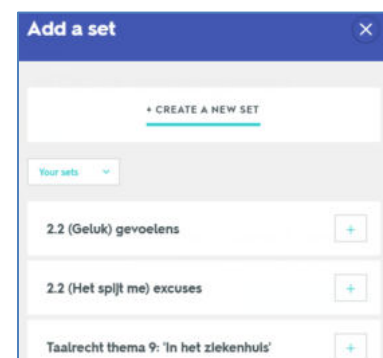 Add a set
×
+ CREATE A NEW SET
Your sets
2.2 (Geluk) gevoelens
+
2.2 (Het spijt me) excuses
+
Taalrecht thema 9: 'In het ziekenhuis'
+